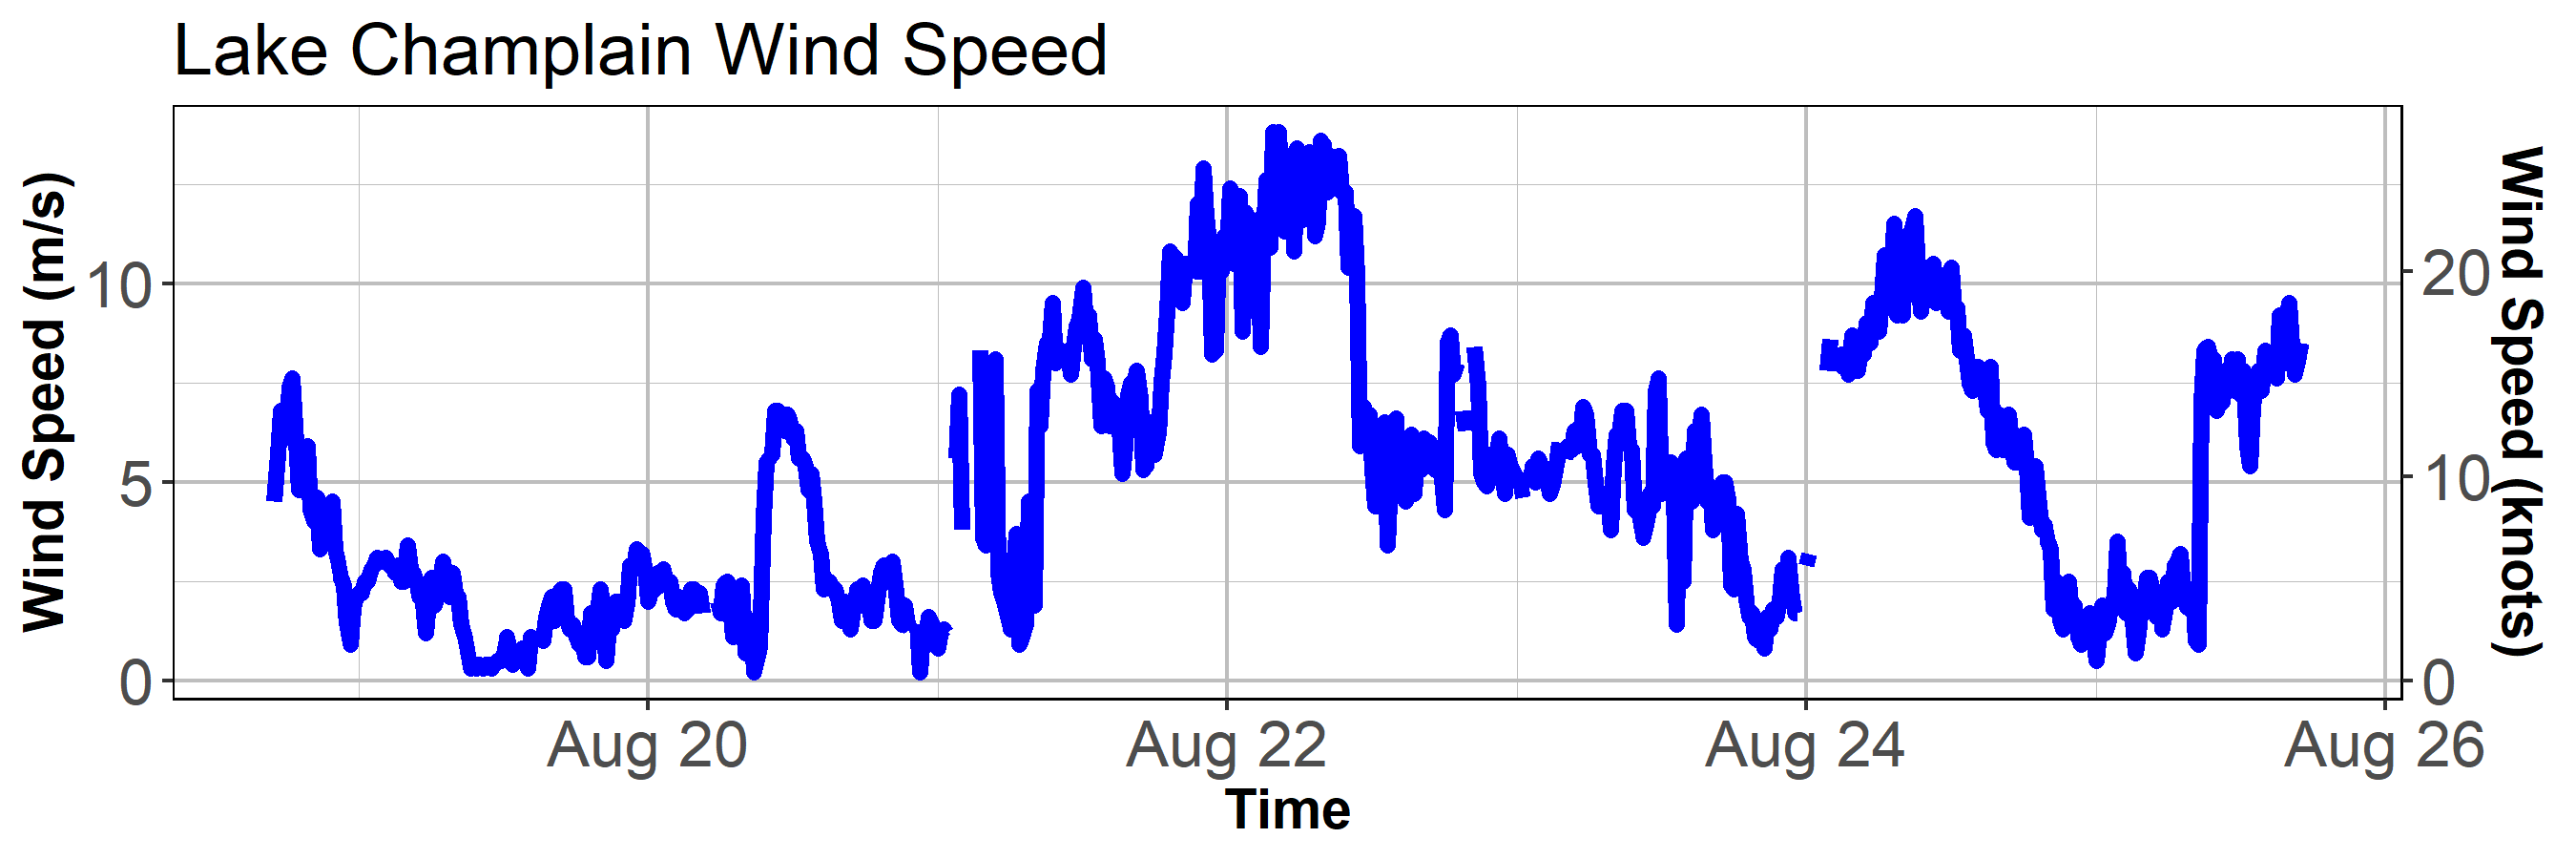 Lake Champlain Wind Speed
Wind Speed (m/s)
10
5
0
20
10
0
Wind Speed (knots)
Aug 20
Aug 22
Aug 24
Aug 26
Time